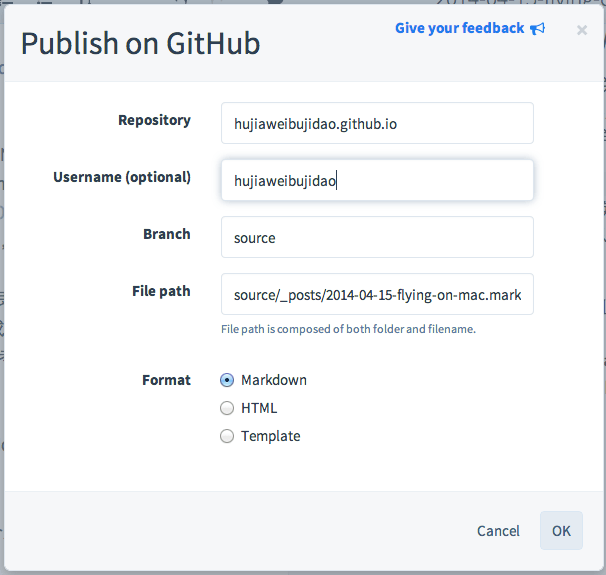 Give your feedback
Publish on GitHub
Repository
hujiaweibujidao.github.io
Username (optional)
hujiaweibujidao
Branch
source
File path
source/_posts/2014-04-15-flying-on-mac.mark
File path is composed of both folder and filename.
Format
Markdown
HTML
Template
Cancel
OK